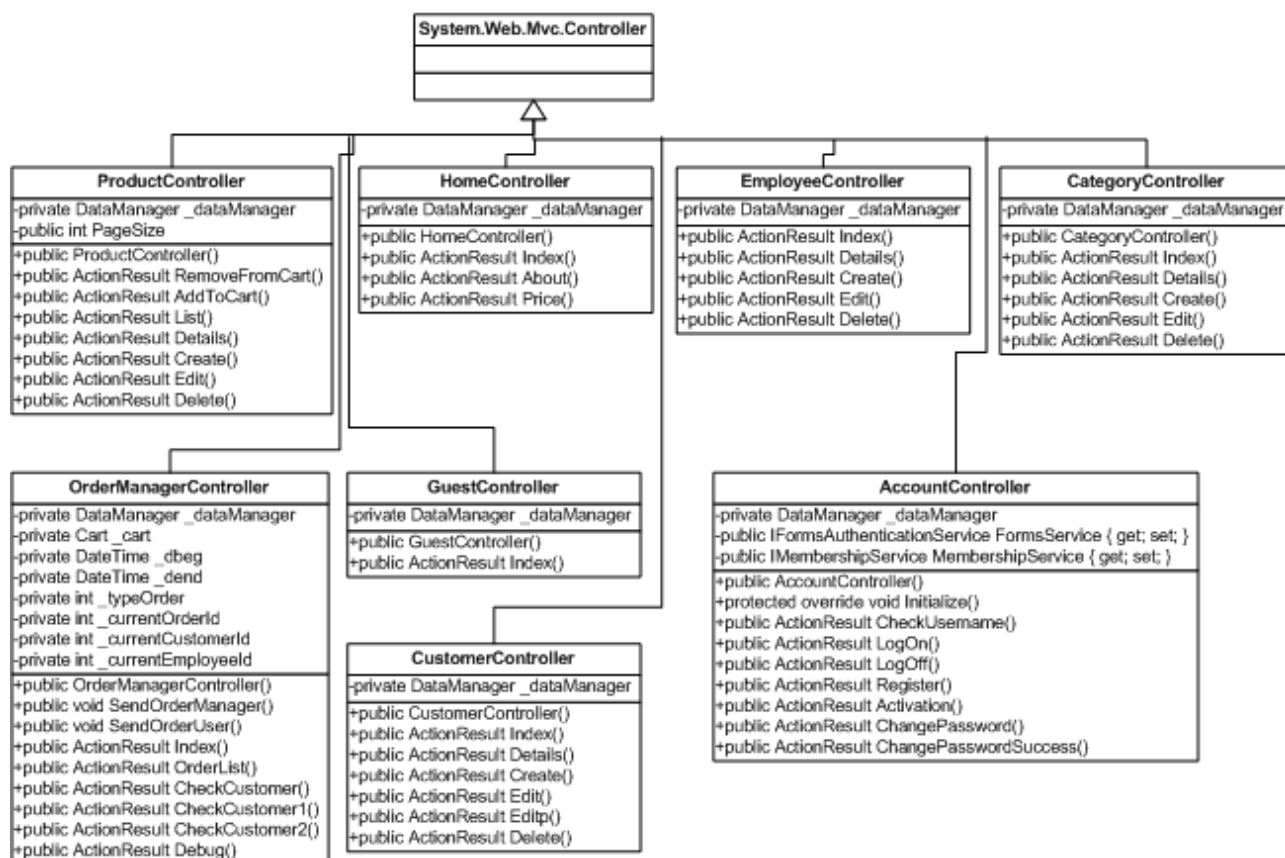 System.Web.Mvc.Controller
ProductController
-private DataManager _dataManager
-public int PageSize
+public ProductController()
+public ActionResult RemoveFromCart()
+public ActionResult AddToCart()
+public ActionResult List()
+public ActionResult Details()
+public ActionResult Create()
+public ActionResult Edit()
+public ActionResult Delete()
HomeController
-private DataManager _dataManager
+public HomeController()
+public ActionResult Index()
+public ActionResult About()
+public ActionResult Price()
EmployeeController
-private DataManager _dataManager
+public ActionResult Index()
+public ActionResult Details()
+public ActionResult Create()
+public ActionResult Edit()
+public ActionResult Delete()
CategoryController
-private DataManager _dataManager
+public CategoryController()
+public ActionResult Index()
+public ActionResult Details()
+public ActionResult Create()
+public ActionResult Edit()
+public ActionResult Delete()
OrderManagerController
-private DataManager _dataManager
-private Cart _cart
-private DateTime _dbeg
-private DateTime _dend
-private int _typeOrder
-private int _currentOrderId
-private int _currentCustomerId
-private int _currentEmployeeId
+public OrderManagerController()
+public void SendOrderManager()
+public void SendOrderUser()
+public ActionResult Index()
+public ActionResult OrderList()
+public ActionResult CheckCustomer()
+public ActionResult CheckCustomer1()
+public ActionResult CheckCustomer2()
+public ActionResult Debug()
GuestController
-private DataManager _dataManager
+public GuestController()
+public ActionResult Index()
CustomerController
-private DataManager _dataManager
+public CustomerController()
+public ActionResult Index()
+public ActionResult Details()
+public ActionResult Create()
+public ActionResult Edit()
+public ActionResult Editp()
+public ActionResult Delete()
AccountController
-private DataManager _dataManager
-public IFormsAuthenticationService FormsService { get; set; }
-public IMembershipService MembershipService { get; set; }
+public AccountController()
+protected override void Initialize()
+public ActionResult CheckUsername()
+public ActionResult LogOn()
+public ActionResult LogOff()
+public ActionResult Register()
+public ActionResult Activation()
+public ActionResult ChangePassword()
+public ActionResult ChangePasswordSuccess()